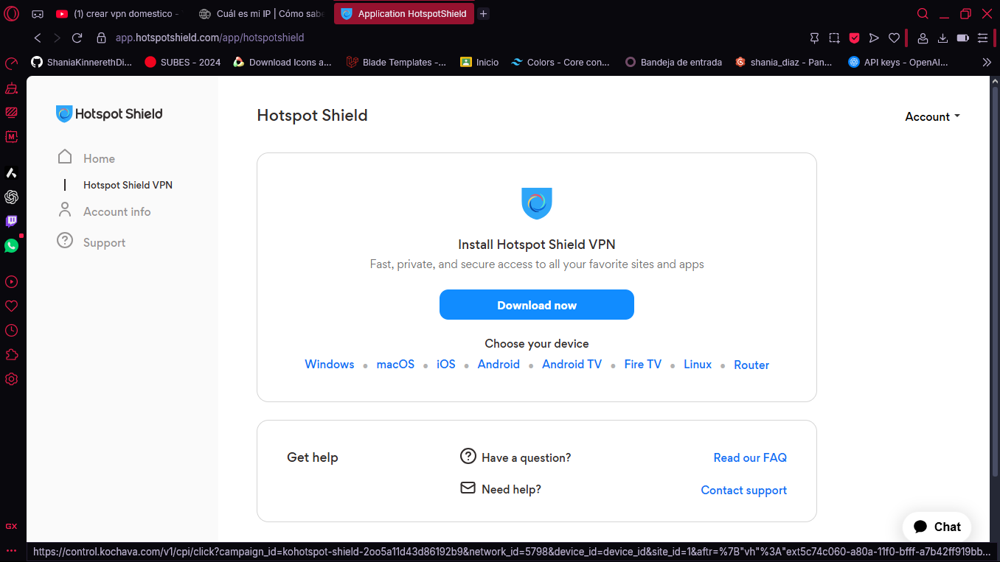 (1) crear vpn domestico -
Cuál es mi IP | Cómo sabe
Application HotspotShield
app.hotspotshield.com/app/hotspotshield
ShaniaKinnerethDi...
SUBES - 2024
Download Icons a...
Blade Templates -...
Inicio
Colors - Core con...
Bandeja de entrada
shania_diaz - Pan...
API keys - OpenAI...
Hotspot Shield
Hotspot Shield
Account
Home
Hotspot Shield VPN
Account info
Support
Install Hotspot Shield VPN
Fast, private, and secure access to all your favorite sites and apps
Download now
Choose your device
Windows • macOS • iOS • Android • Android TV • Fire TV • Linux • Router
Get help
Have a question?
Read our FAQ
Need help?
Contact support
Chat
GX
https://control.kochava.com/v1/cpi/click?campaign_id=kohotspot-shield-2oo5a11d43d86192b9&network_id=5798&device_id=device_id&site_id=1&aftr=%7B"vh"%3A"ext5c74c060-a80a-11f0-bfff-a7b42ff919bb...